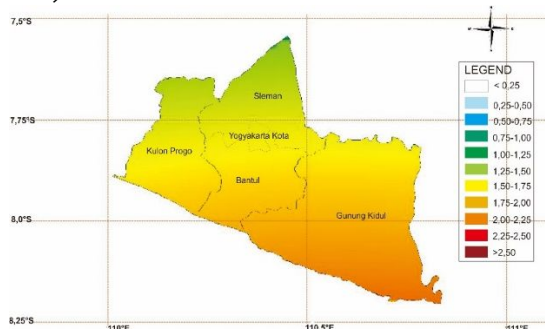 7,5°S
LEGEND
< 0,25
0,25-0,50
0,50-0,75
0,75-1,00
1,00-1,25
1,25-1,50
1,50-1,75
1,75-2,00
2,00-2,25
2,25-2,50
>2,50
Sleman
7,75°S
Yogyakarta Kota
Kulon Progo
Bantul
8,0°S
Gunung Kidul
8,25°S
110°
110,5°
111°